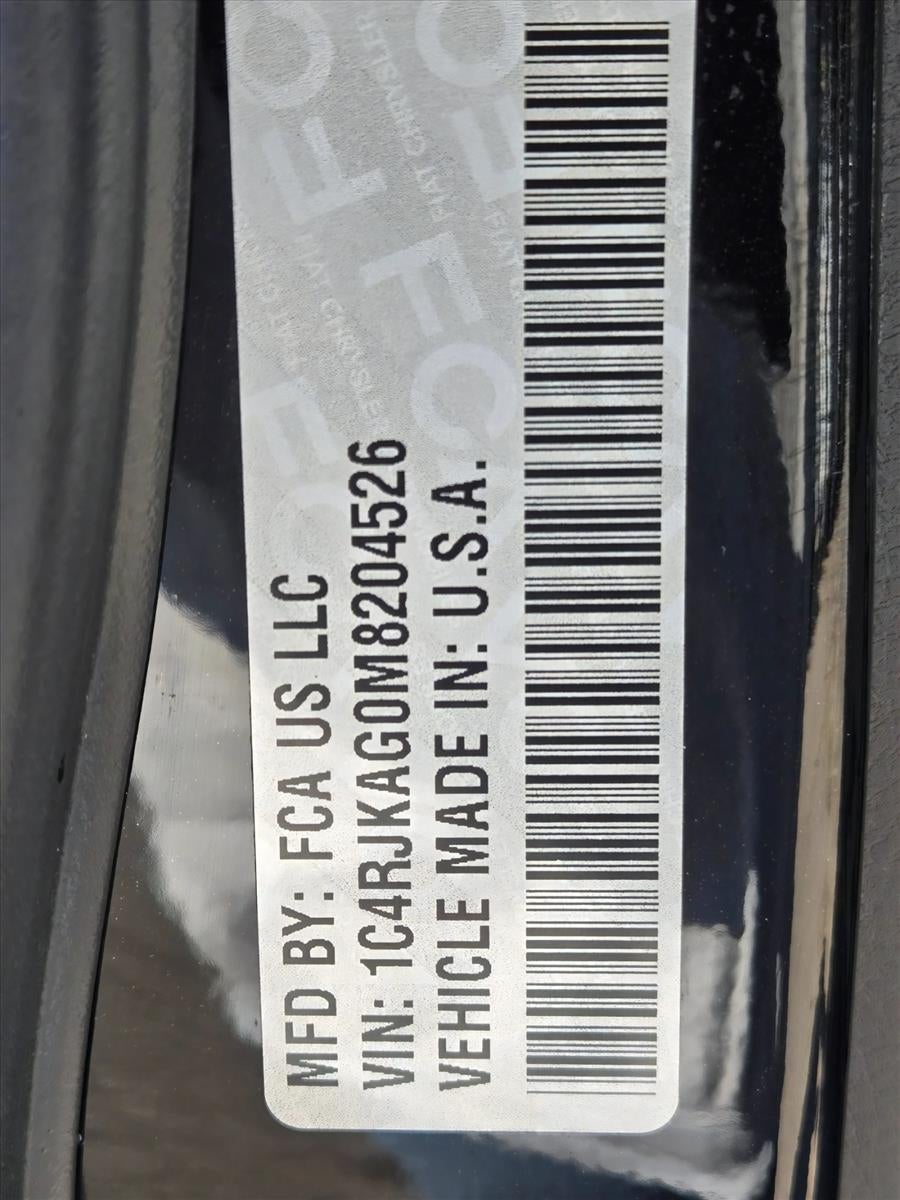 MFD BY: FCA US LLC
VIN: 1C4RJKAG0M8204526
VEHICLE MADE IN: U.S.A.